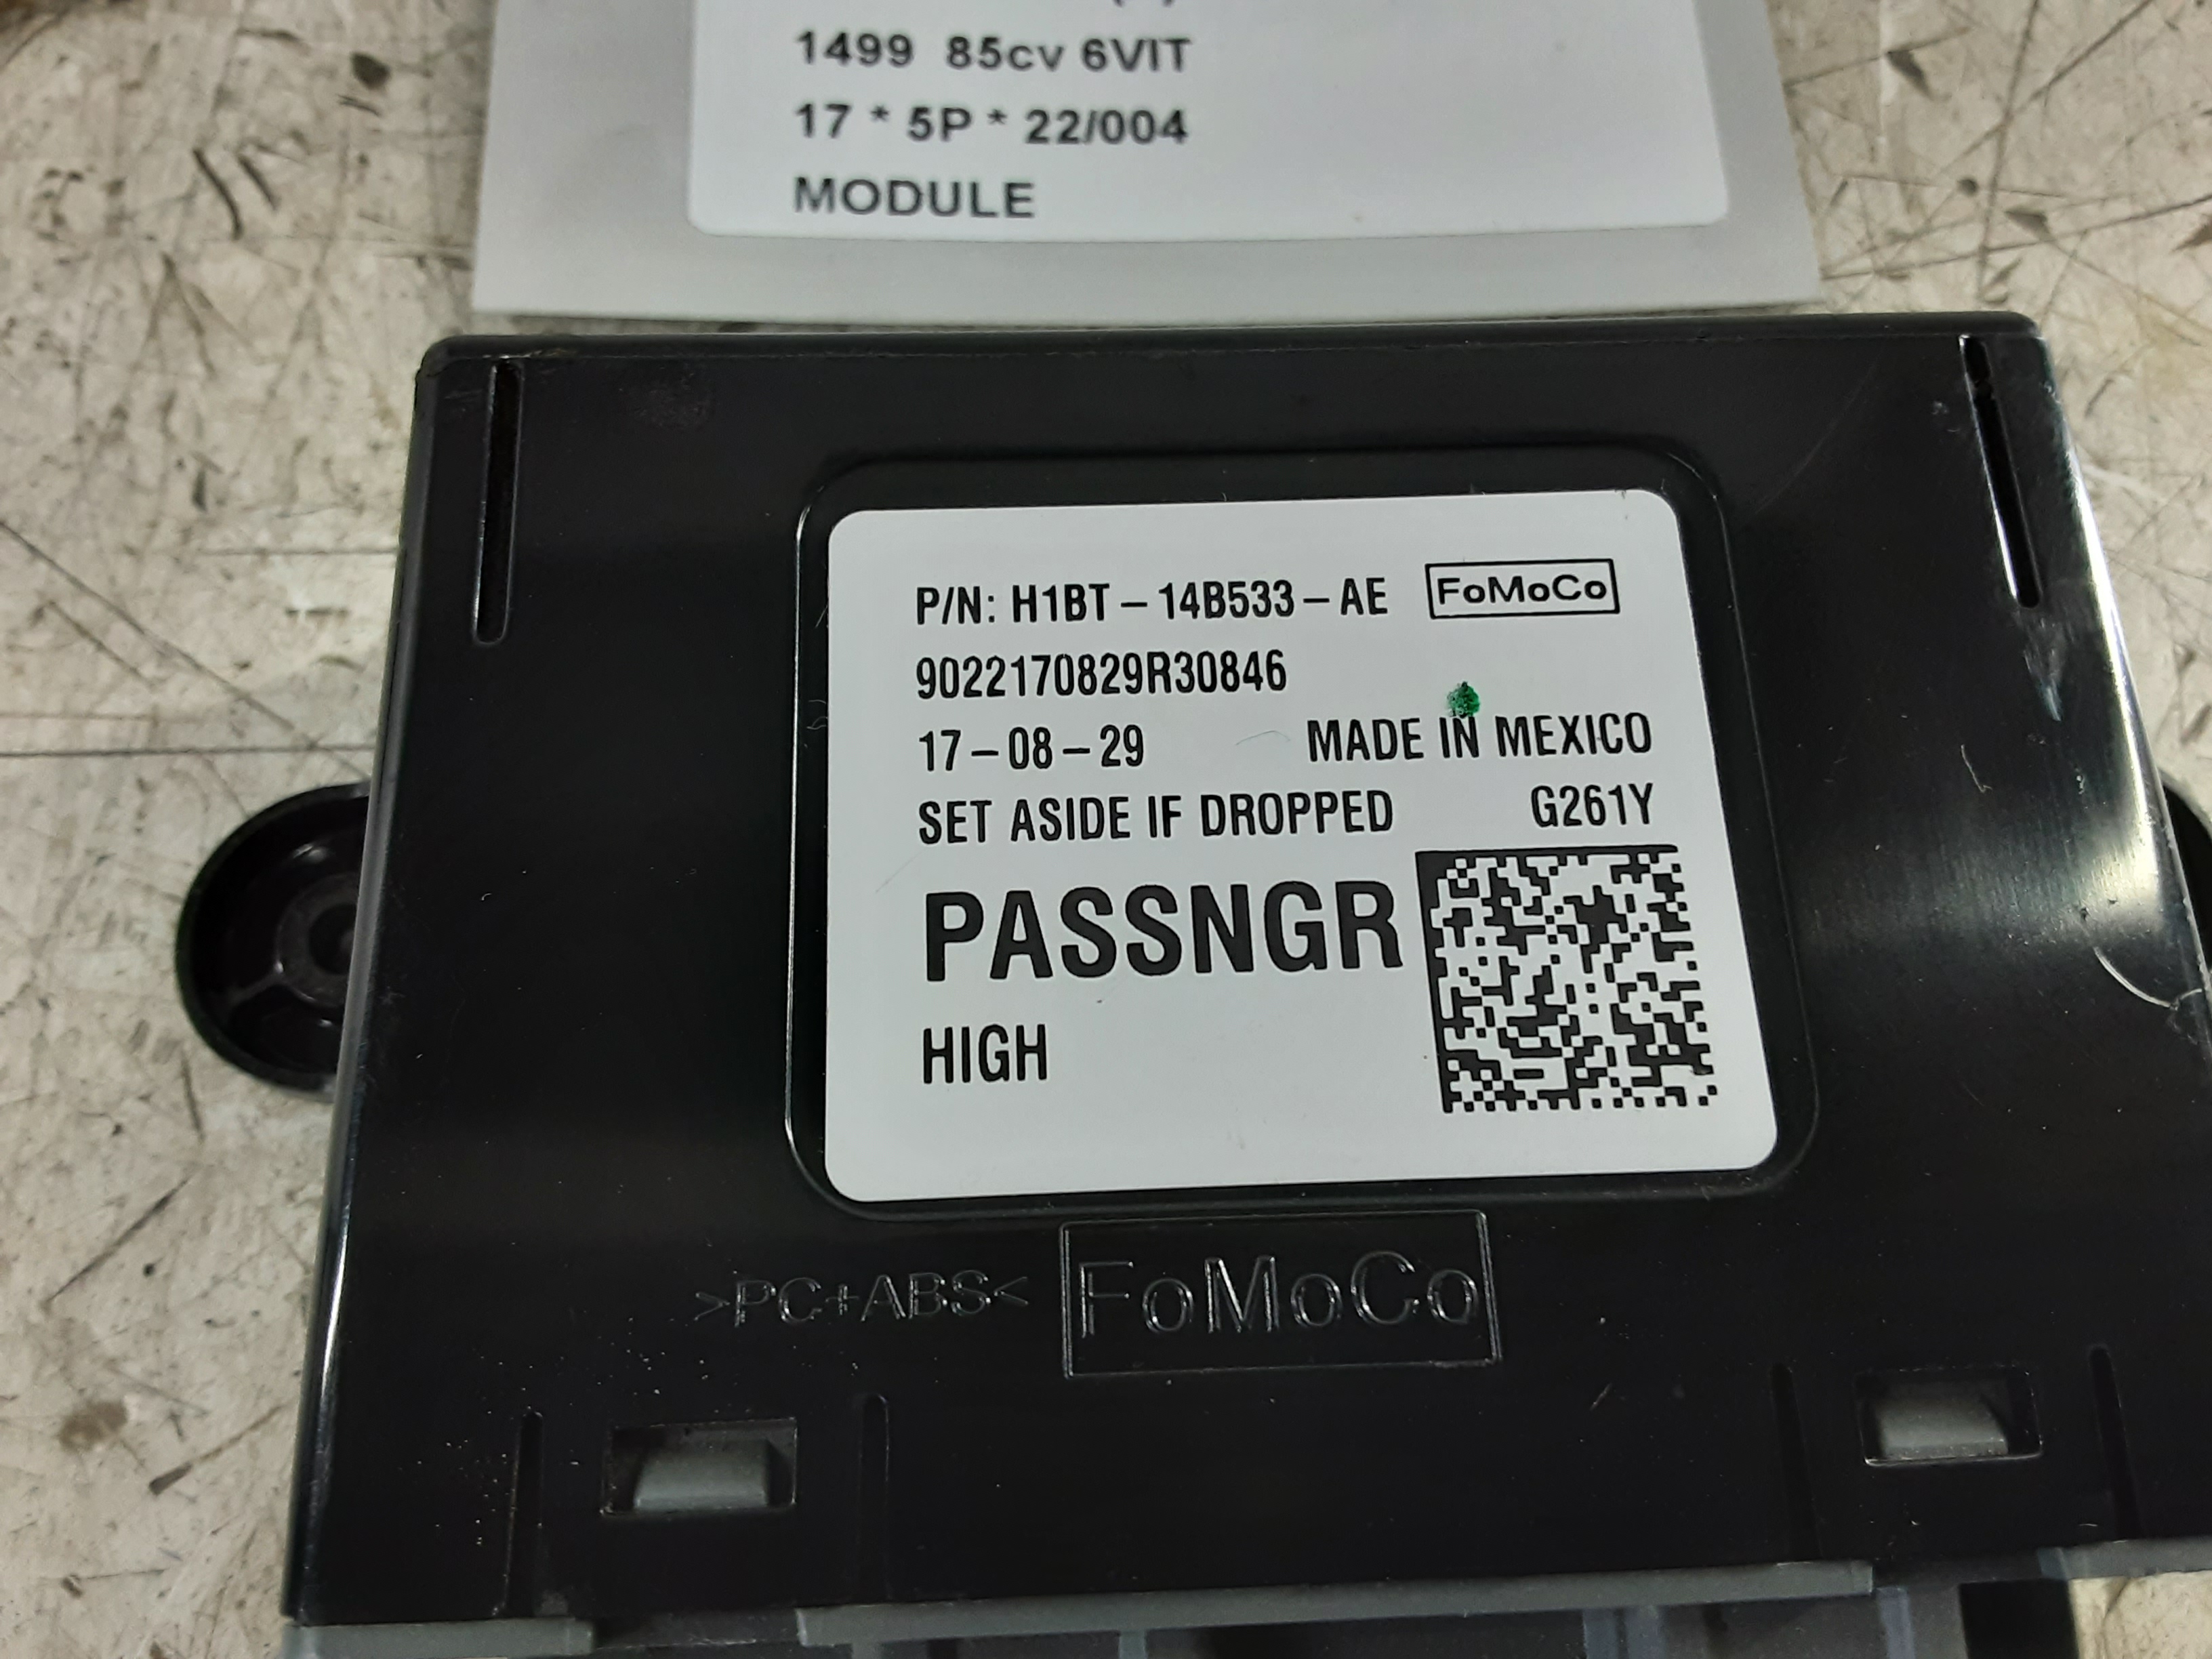 1499 85cv 6VIT
17 * 5P * 22/004
MODULE
P/N: H1BT-14B533-AE FoMoCo
9022170829R30846
17-08-29 MADE IN MEXICO
SET ASIDE IF DROPPED G261Y
PASSNGR
HIGH
>PC+ABS< FoMoCo